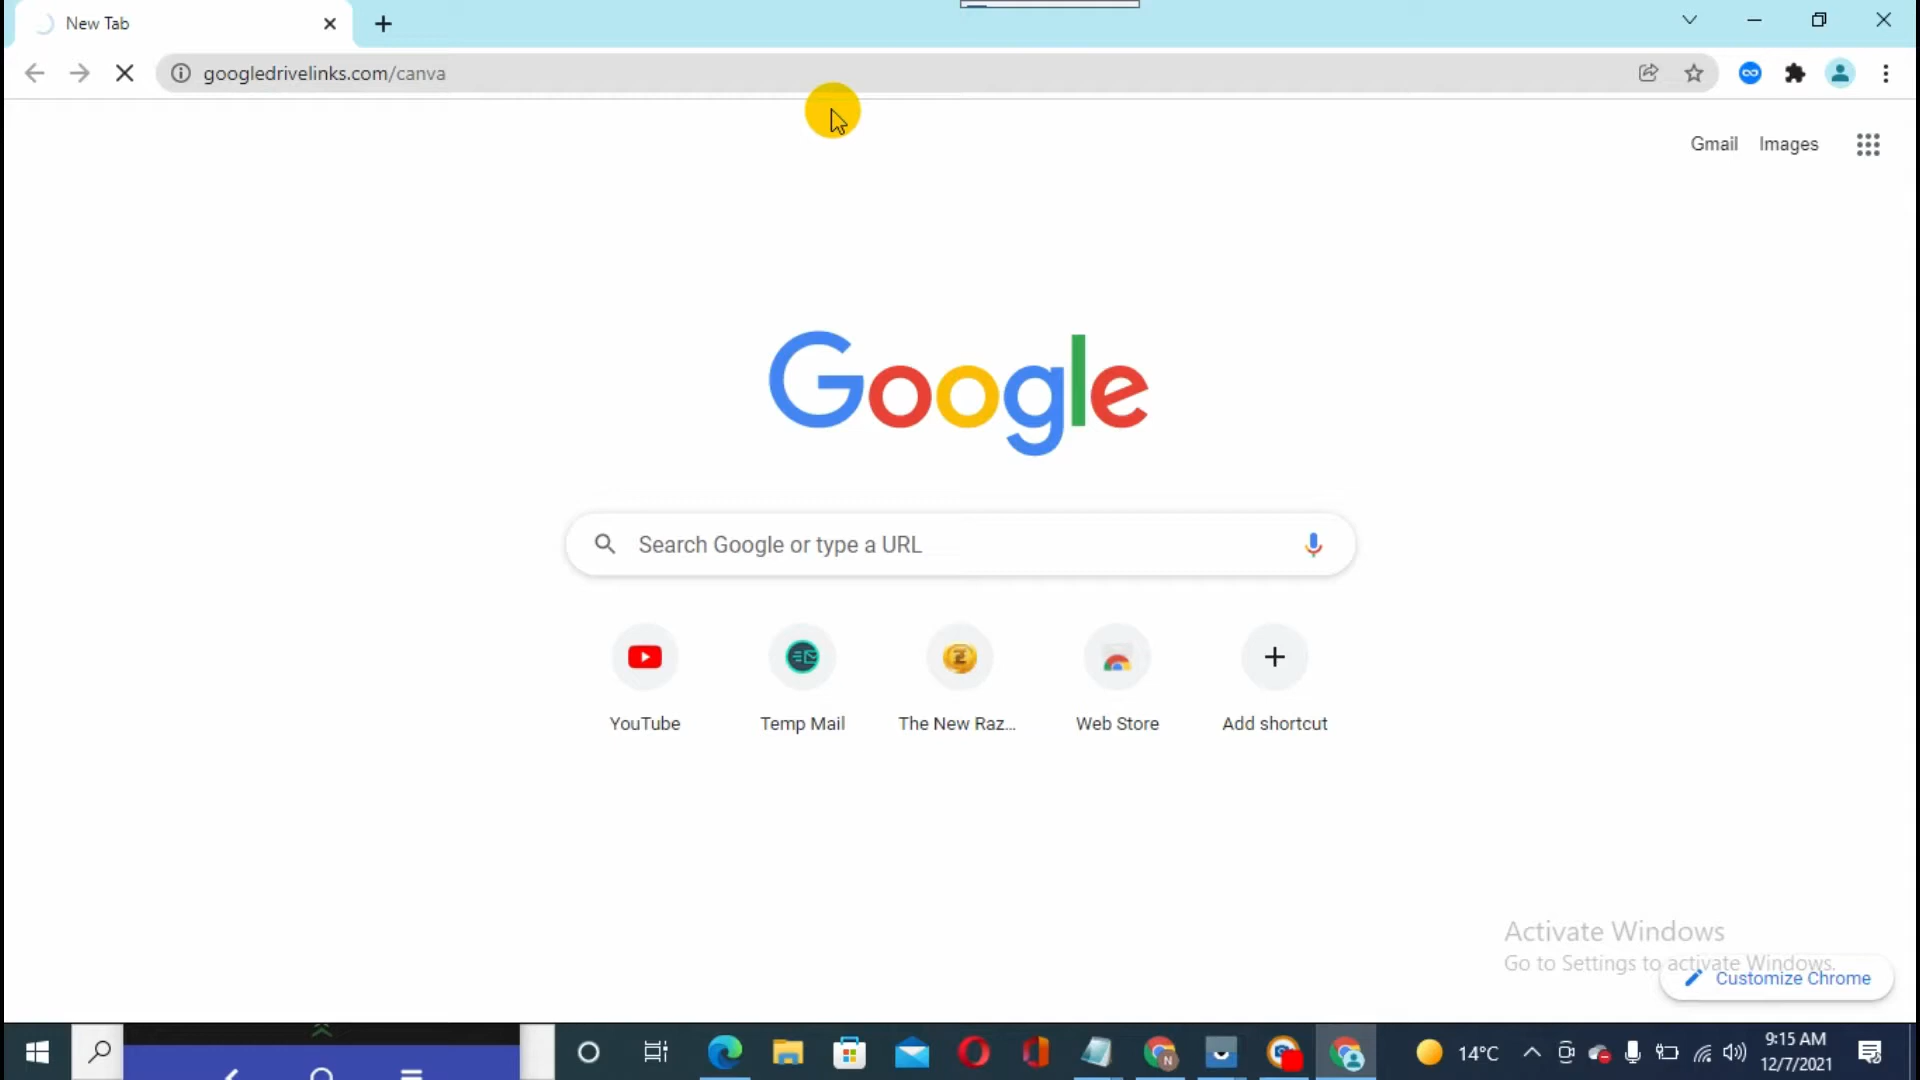 New Tab
googledrivelinks.com/canva
Gmail Images
Google
Search Google or type a URL
YouTube
Temp Mail
The New Raz...
Web Store
Add shortcut
Activate Windows
Go to Settings to activate Windows.
Customize Chrome
N
14°C
9:15 AM
12/7/2021